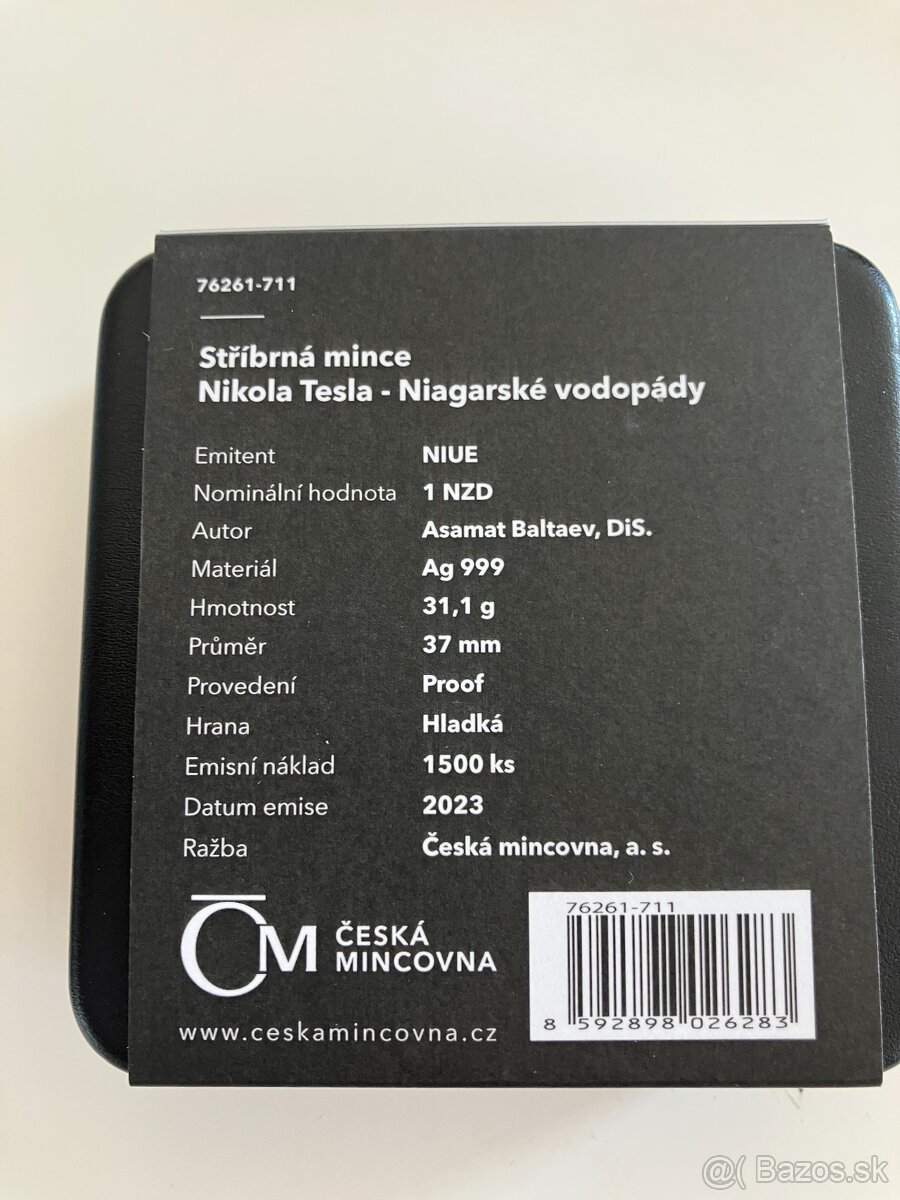 76261-711
Stříbrná mince
Nikola Tesla - Niagarské vodopády
Emitent NIUE
Nominální hodnota 1 NZD
Autor Asamat Baltaev, DiS.
Materiál Ag 999
Hmotnost 31,1 g
Průměr 37 mm
Provedení Proof
Hrana Hladká
Emisní náklad 1500 ks
Datum emise 2023
Ražba Česká mincovna, a. s.
ČM ČESKÁ
MINCOVNA
www.ceskamincovna.cz
76261-711
8 592898 026283
@( Bazos.sk